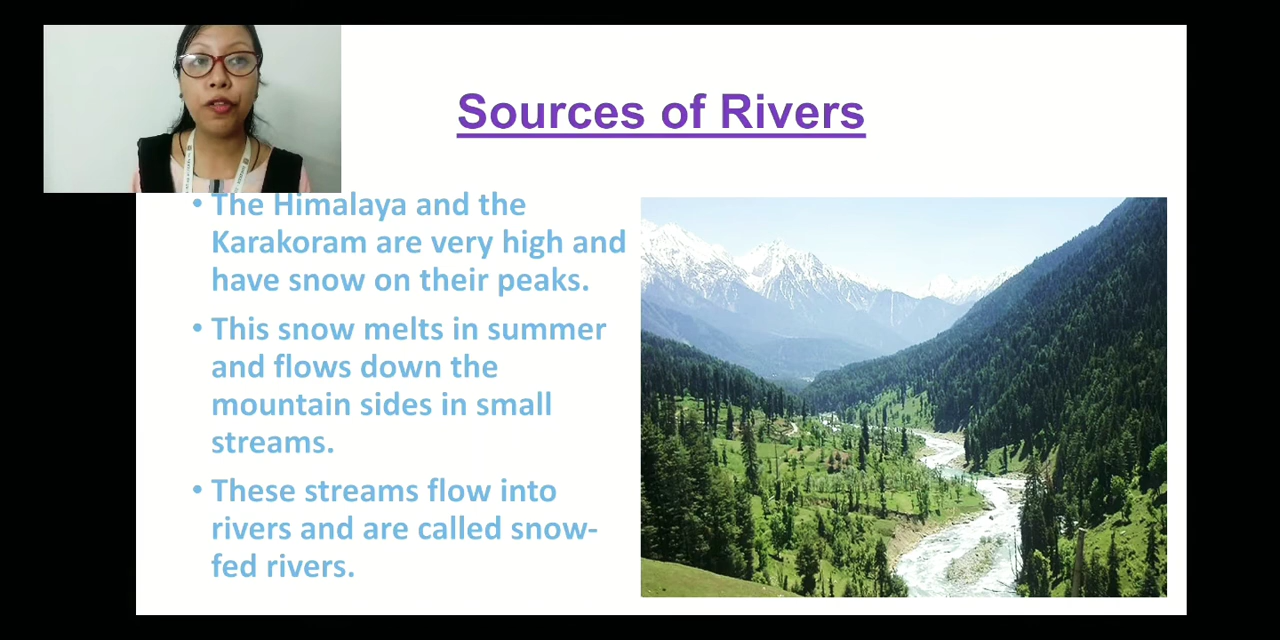 Sources of Rivers
• The Himalaya and the
Karakoram are very high and
have snow on their peaks.
• This snow melts in summer
and flows down the
mountain sides in small
streams.
• These streams flow into
rivers and are called snow-
fed rivers.